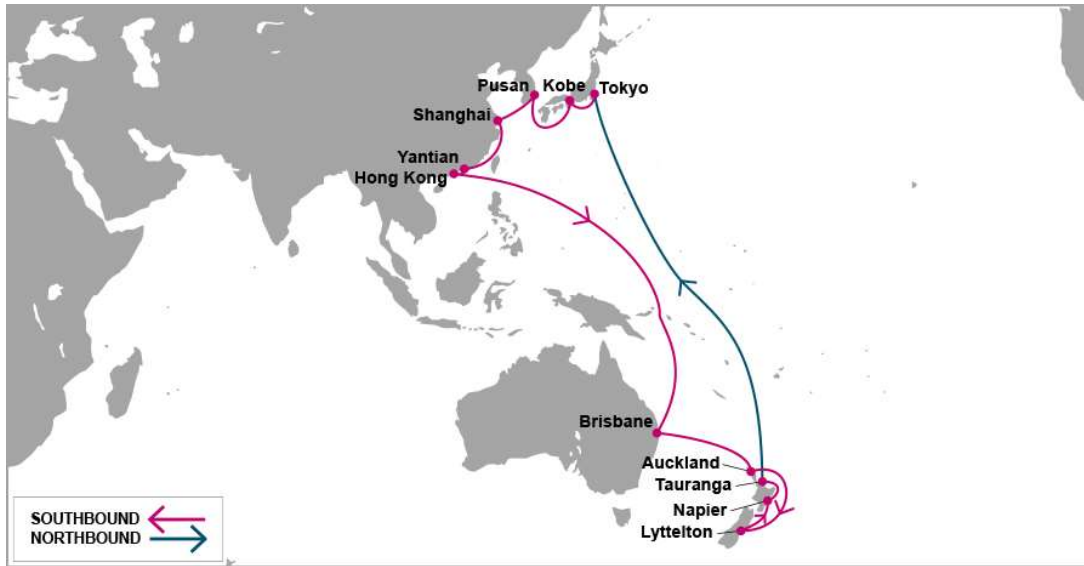 Pusan
Kobe
Tokyo
Shanghai
Yantian
Hong Kong
Brisbane
Auckland
Tauranga
Napier
Lyttelton
SOUTHBOUND
NORTHBOUND